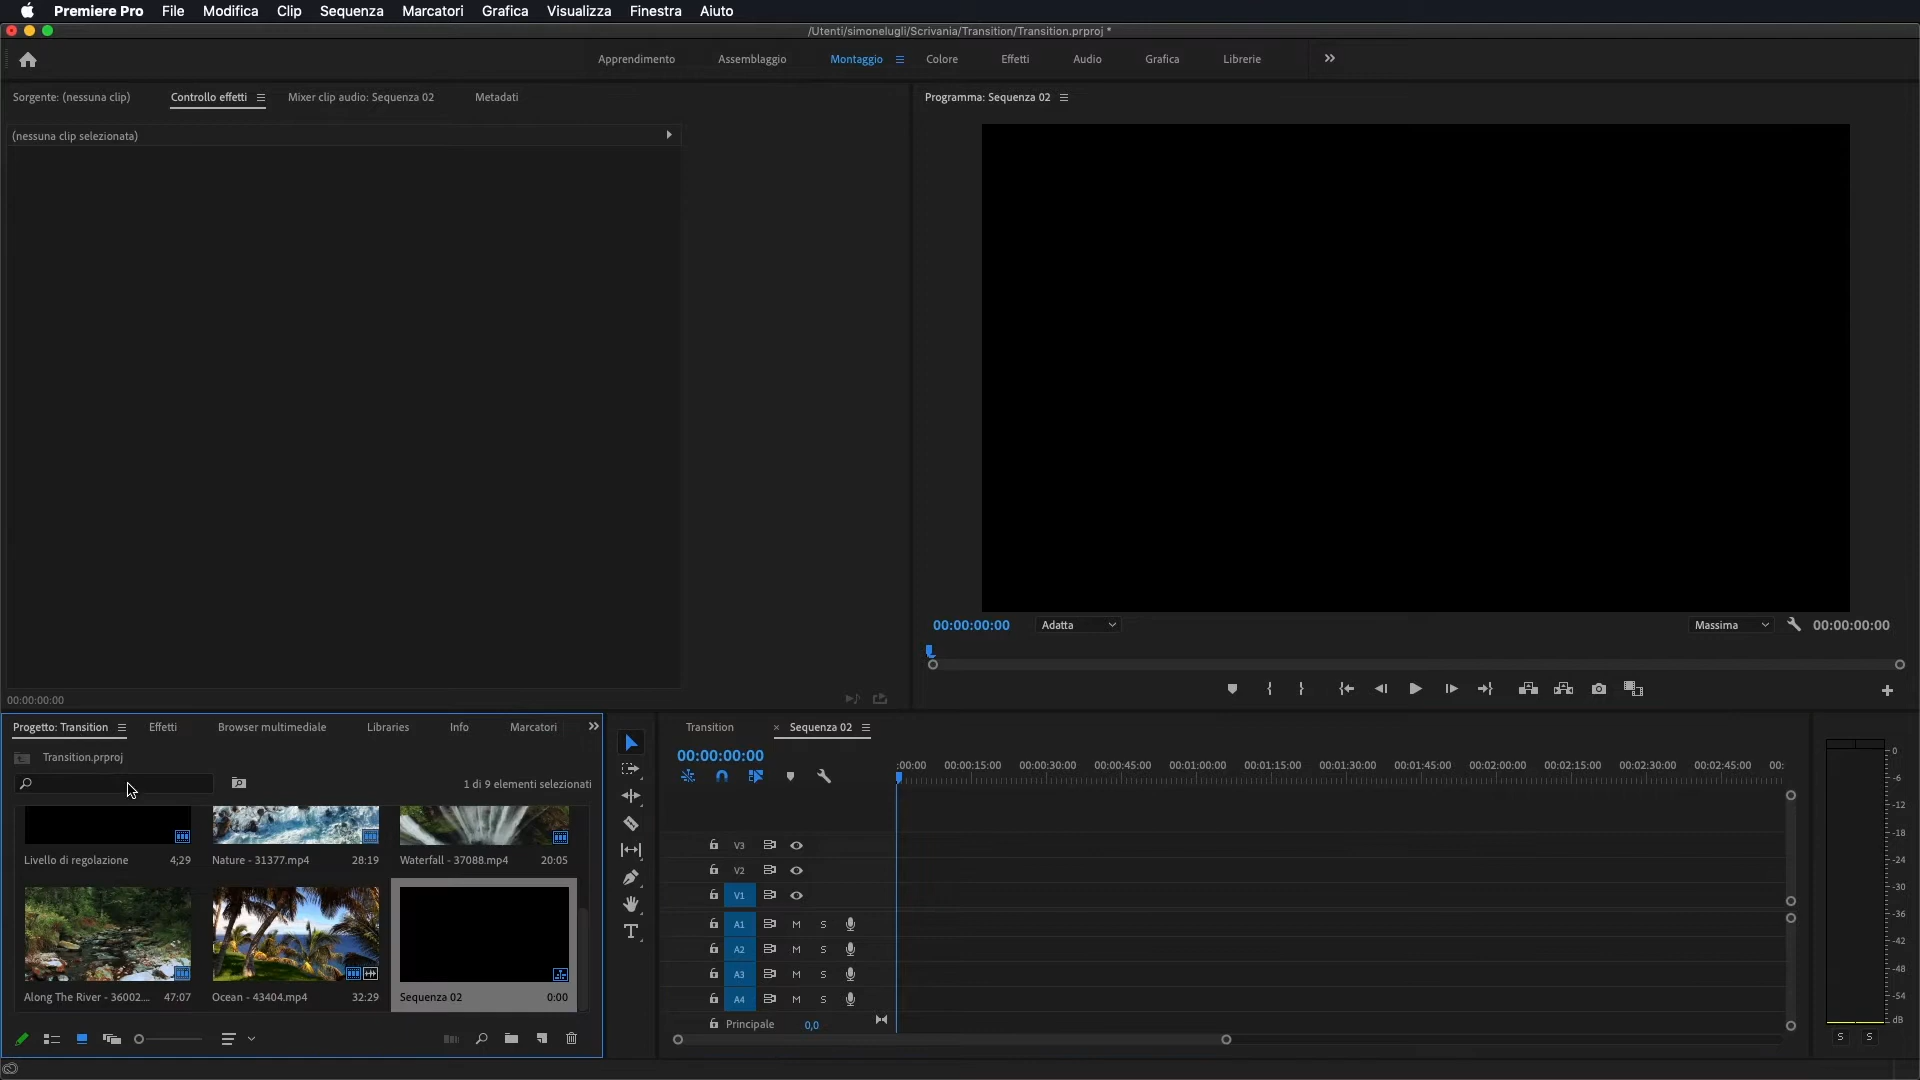 Premiere Pro File Modifica Clip Sequenza Marcatori Grafica Visualizza Finestra Aiuto
/Utenti/simonelugli/Scrivania/Transition/Transition.prproj *
Apprendimento Assemblaggio Montaggio Colore Effetti Audio Grafica Librerie
Sorgente: (nessuna clip) Controllo effetti Mixer clip audio: Sequenza 02 Metadati
Programma: Sequenza 02
(nessuna clip selezionata)
00:00:00:00 Adatta Massima 00:00:00:00
00:00:00:00
Progetto: Transition Effetti Browser multimediale Libraries Info Marcatori
Transition.prproj
1 di 9 elementi selezionati
Livello di regolazione 4;29 Nature - 31377.mp4 28:19 Waterfall - 37088.mp4 20:05
Along The River - 36002... 47:07 Ocean - 43404.mp4 32:29 Sequenza 02 0:00
Transition × Sequenza 02
00:00:00:00
:00:00 00:00:15:00 00:00:30:00 00:00:45:00 00:01:00:00 00:01:15:00 00:01:30:00 00:01:45:00 00:02:00:00 00:02:15:00 00:02:30:00 00:02:45:00 00:
V3
V2
V1
A1 M S
A2 M S
A3 M S
A4 M S
Principale 0,0
0
-6
-12
-18
-24
-30
-36
-42
-48
-54
dB
S S